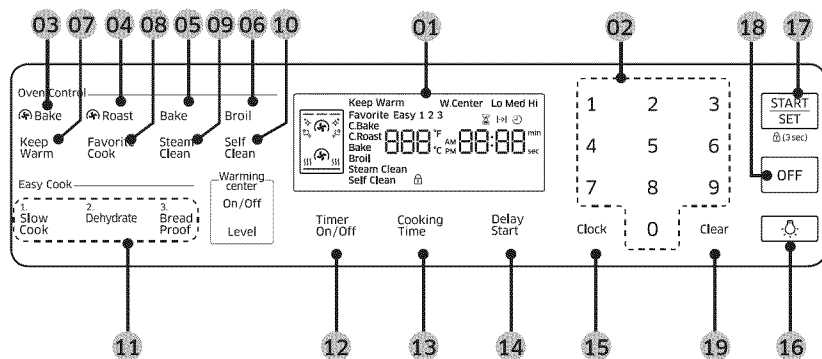 03 07 04 08 05 09 06 10 01 02 18 17
Oven Control
Bake Roast Bake Broil
Keep Warm
Favorite Cook
Steam Clean
Self Clean
Easy Cook
1. Slow Cook
2. Dehydrate
3. Bread Proof
Warming center
On/Off
Level
Keep Warm W.Center Lo Med Hi
Favorite Easy 1 2 3
C.Bake
C.Roast
Bake
Broil
Steam Clean
Self Clean
888 °F °C AM PM 88:88 min sec
Timer On/Off
Cooking Time
Delay Start
1 2 3
4 5 6
7 8 9
Clock 0 Clear
START
SET
(3 sec)
OFF
11 12 13 14 15 19 16